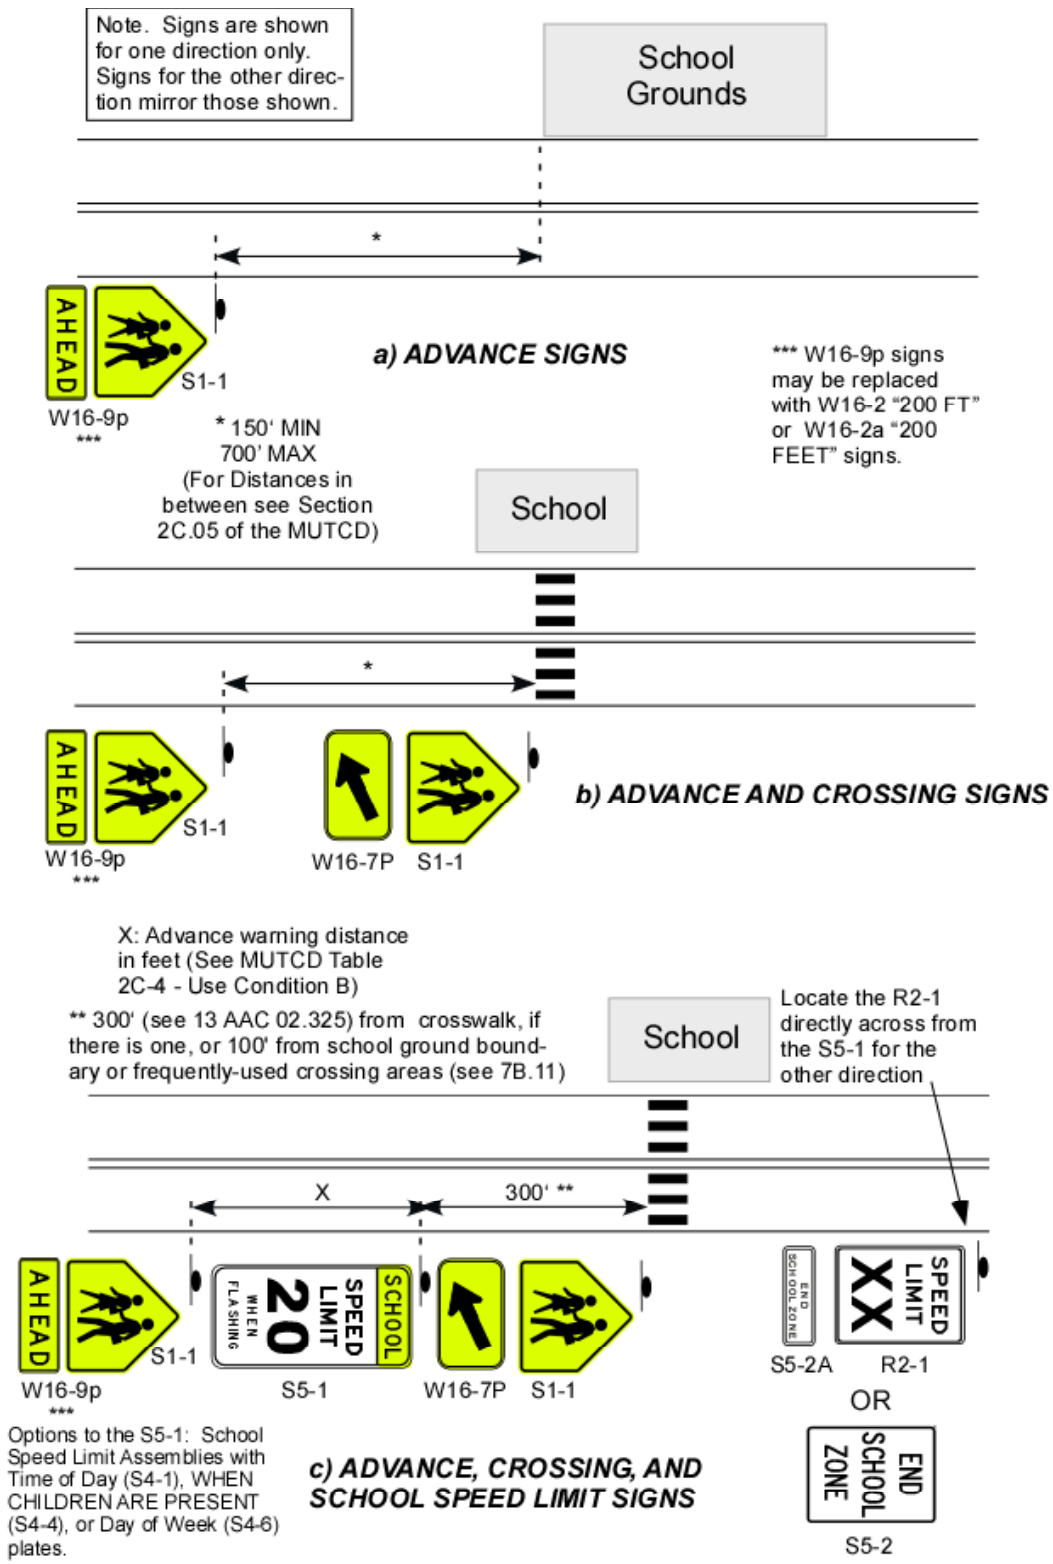 Note. Signs are shown
for one direction only.
Signs for the other direc-
tion mirror those shown.
School
Grounds
*
AHEAD
S1-1
W16-9p
***
a) ADVANCE SIGNS
* 150' MIN
700' MAX
(For Distances in
between see Section
2C.05 of the MUTCD)
*** W16-9p signs
may be replaced
with W16-2 “200 FT”
or W16-2a “200
FEET” signs.
School
*
AHEAD
S1-1
W16-9p
***
W16-7P
S1-1
b) ADVANCE AND CROSSING SIGNS
X: Advance warning distance
in feet (See MUTCD Table
2C-4 - Use Condition B)
** 300' (see 13 AAC 02.325) from crosswalk, if
there is one, or 100' from school ground bound-
ary or frequently-used crossing areas (see 7B.11)
School
Locate the R2-1
directly across from
the S5-1 for the
other direction
X
300' **
AHEAD
S1-1
W16-9p
***
SCHOOL
SPEED
LIMIT
20
WHEN
FLASHING
S5-1
W16-7P
S1-1
END
SCHOOL ZONE
S5-2A
SPEED
LIMIT
XX
R2-1
OR
END
SCHOOL
ZONE
S5-2
Options to the S5-1: School
Speed Limit Assemblies with
Time of Day (S4-1), WHEN
CHILDREN ARE PRESENT
(S4-4), or Day of Week (S4-6)
plates.
c) ADVANCE, CROSSING, AND
SCHOOL SPEED LIMIT SIGNS